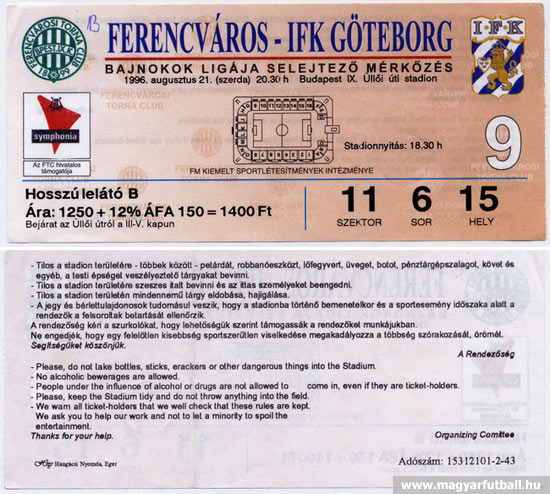 B
FERENCVÁROSI TORNA CLUB
BPEST.IX.K.
1899
FERENCVÁROS - IFK GÖTEBORG
BAJNOKOK LIGÁJA SELEJTEZŐ MÉRKŐZÉS
1996. augusztus 21. (szerda) 20.30 h Budapest IX. Üllői úti stadion
I F K
FERENCVÁROSI
TORNA CLUB
symphonia
Az FTC hivatalos
támogatója
Stadionnyitás: 18.30 h
9
FM KIEMELT SPORTLÉTESÍTMÉNYEK INTÉZMÉNYE
Hosszú lelátó B
Ára: 1250 + 12% ÁFA 150 = 1400 Ft
Bejárat az Üllői útról a III-V. kapun
11 6 15
SZEKTOR SOR HELY
- Tilos a stadion területére - többek között - petárdát, robbanóeszközt, lőfegyvert, üveget, botot, pénztárgépszalagot, követ és
egyéb, a testi épséget veszélyeztető tárgyakat bevinni.
- Tilos a stadion területére szeszes italt bevinni és az ittas személyeket beengedni.
- Tilos a stadion területén mindennemű tárgy eldobása, hajigálása.
- A jegy és bérlettulajdonosok tudomásul veszik, hogy a stadionba történő bemenetelkor és a sportesemény időszaka alatt a
rendezők a felsoroltak betartását ellenőrzik.
A rendezőség kéri a szurkolókat, hogy lehetőségük szerint támogassák a rendezőket munkájukban.
Ne engedjék, hogy egy felelőtlen kisebbség sportszerűtlen viselkedése megakadályozza a többség szórakozását, örömét.
Segítségüket köszönjük.
A Rendezőség
- Please, do not take bottles, sticks, erackers or other dangerous things into the Stadium.
- No alcoholic bewerages are allowed.
- People under the influence of alcohol or drugs are not allowed to come in, even if they are ticket-holders.
- Please, keep the Stadium tidy and do not throw anything into the field.
- We warn all ticket-holders that we well check that these rules are kept.
We ask you to help our work and not to let a minority to spoil the
entertainment.
Thanks for your help.
Organizing Comittee
Hangácsi Nyomda, Eger
Adószám: 15312101-2-43
www.magyarfutball.hu